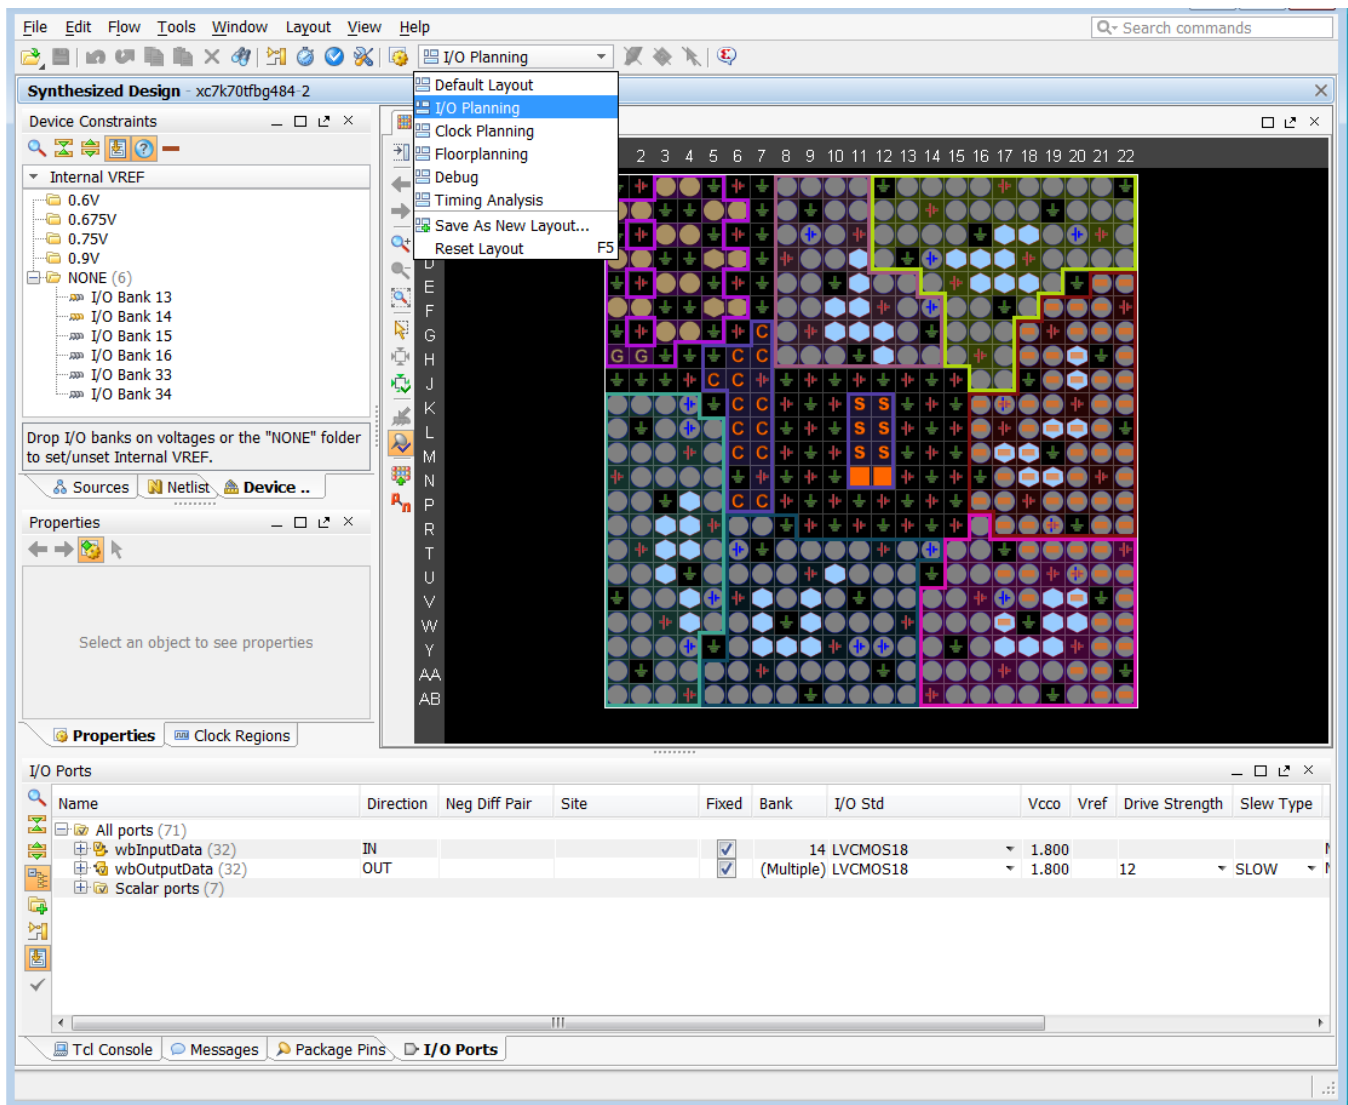 File Edit Flow Tools Window Layout View Help
Search commands
I/O Planning
Default Layout
I/O Planning
Clock Planning
Floorplanning
Debug
Timing Analysis
Save As New Layout...
Reset Layout F5
Synthesized Design - xc7k70tfbg484-2
Device Constraints
Internal VREF
0.6V
0.675V
0.75V
0.9V
NONE (6)
I/O Bank 13
I/O Bank 14
I/O Bank 15
I/O Bank 16
I/O Bank 33
I/O Bank 34
Drop I/O banks on voltages or the "NONE" folder
to set/unset Internal VREF.
Sources Netlist Device ..
Properties
Select an object to see properties
Properties Clock Regions
2 3 4 5 6 7 8 9 10 11 12 13 14 15 16 17 18 19 20 21 22
D
E
F
G C
H G G C C
J C C
K C C S S
L C C S S
M C C S S
N C C
P C C
R
T
U
V
W
Y
AA
AB
I/O Ports
Name Direction Neg Diff Pair Site Fixed Bank I/O Std Vcco Vref Drive Strength Slew Type
All ports (71)
wbInputData (32) IN 14 LVCMOS18 1.800
wbOutputData (32) OUT (Multiple) LVCMOS18 1.800 12 SLOW
Scalar ports (7)
Tcl Console Messages Package Pins I/O Ports